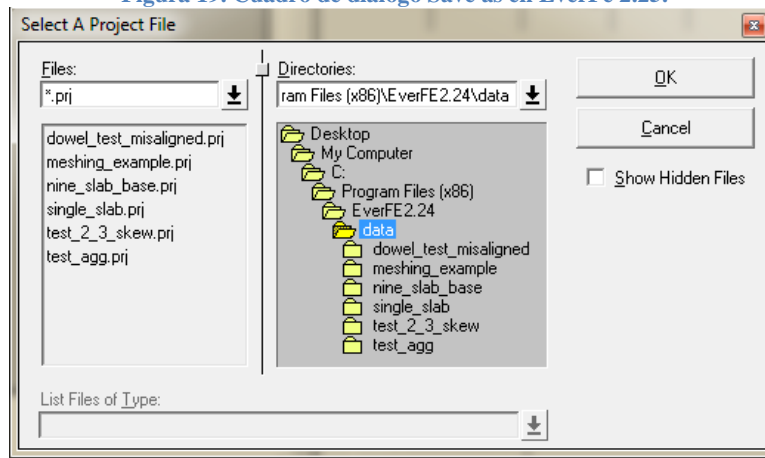 Figura 19. Cuadro de diálogo Save as en EverFe 2.25.
Select A Project File
Files:
*.prj
dowel_test_misaligned.prj
meshing_example.prj
nine_slab_base.prj
single_slab.prj
test_2_3_skew.prj
test_agg.prj
List Files of Type:
Directories:
ram Files (x86)\EverFE2.24\data
Desktop
My Computer
C:
Program Files (x86)
EverFE2.24
data
dowel_test_misaligned
meshing_example
nine_slab_base
single_slab
test_2_3_skew
test_agg
OK
Cancel
Show Hidden Files